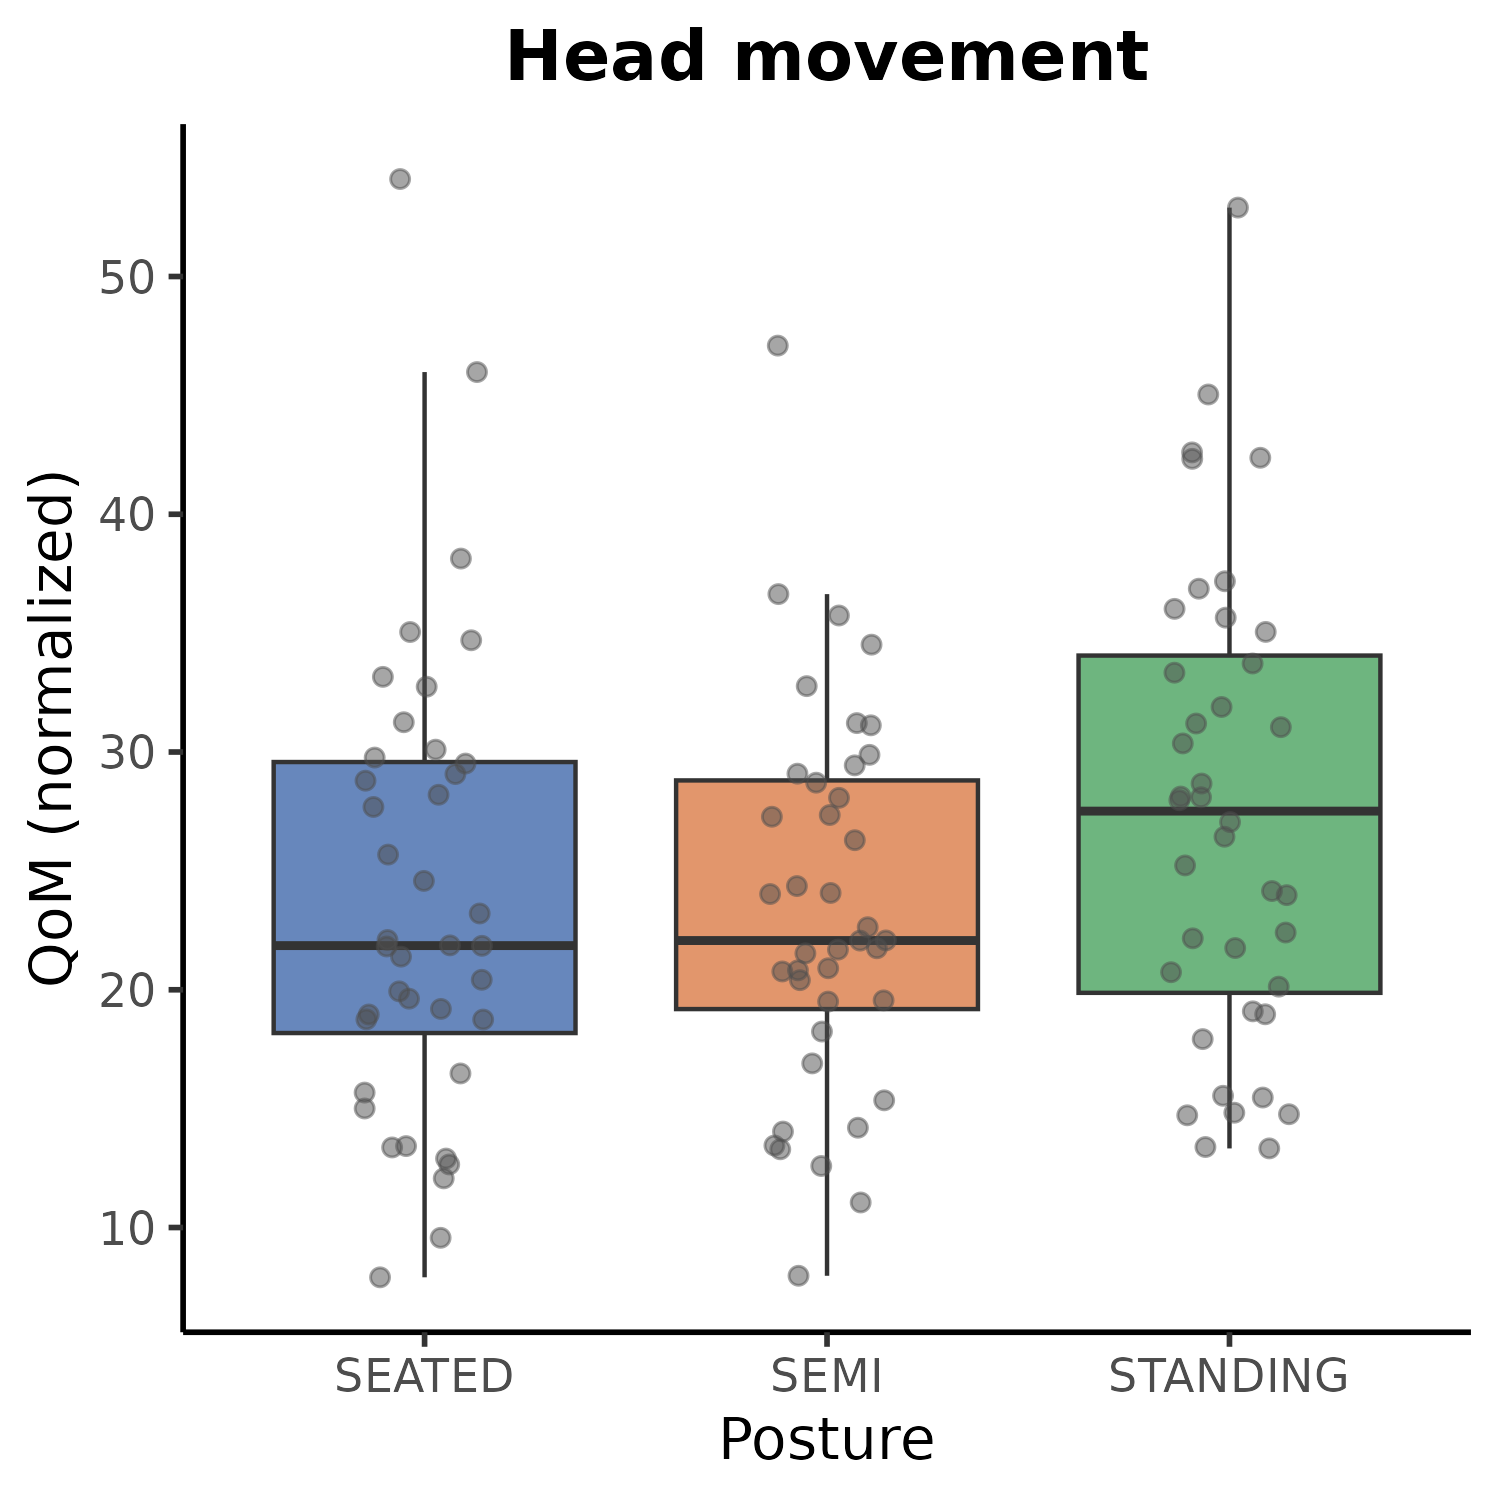 Head movement
QoM (normalized)
50
40
30
20
10
SEATED SEMI STANDING
Posture